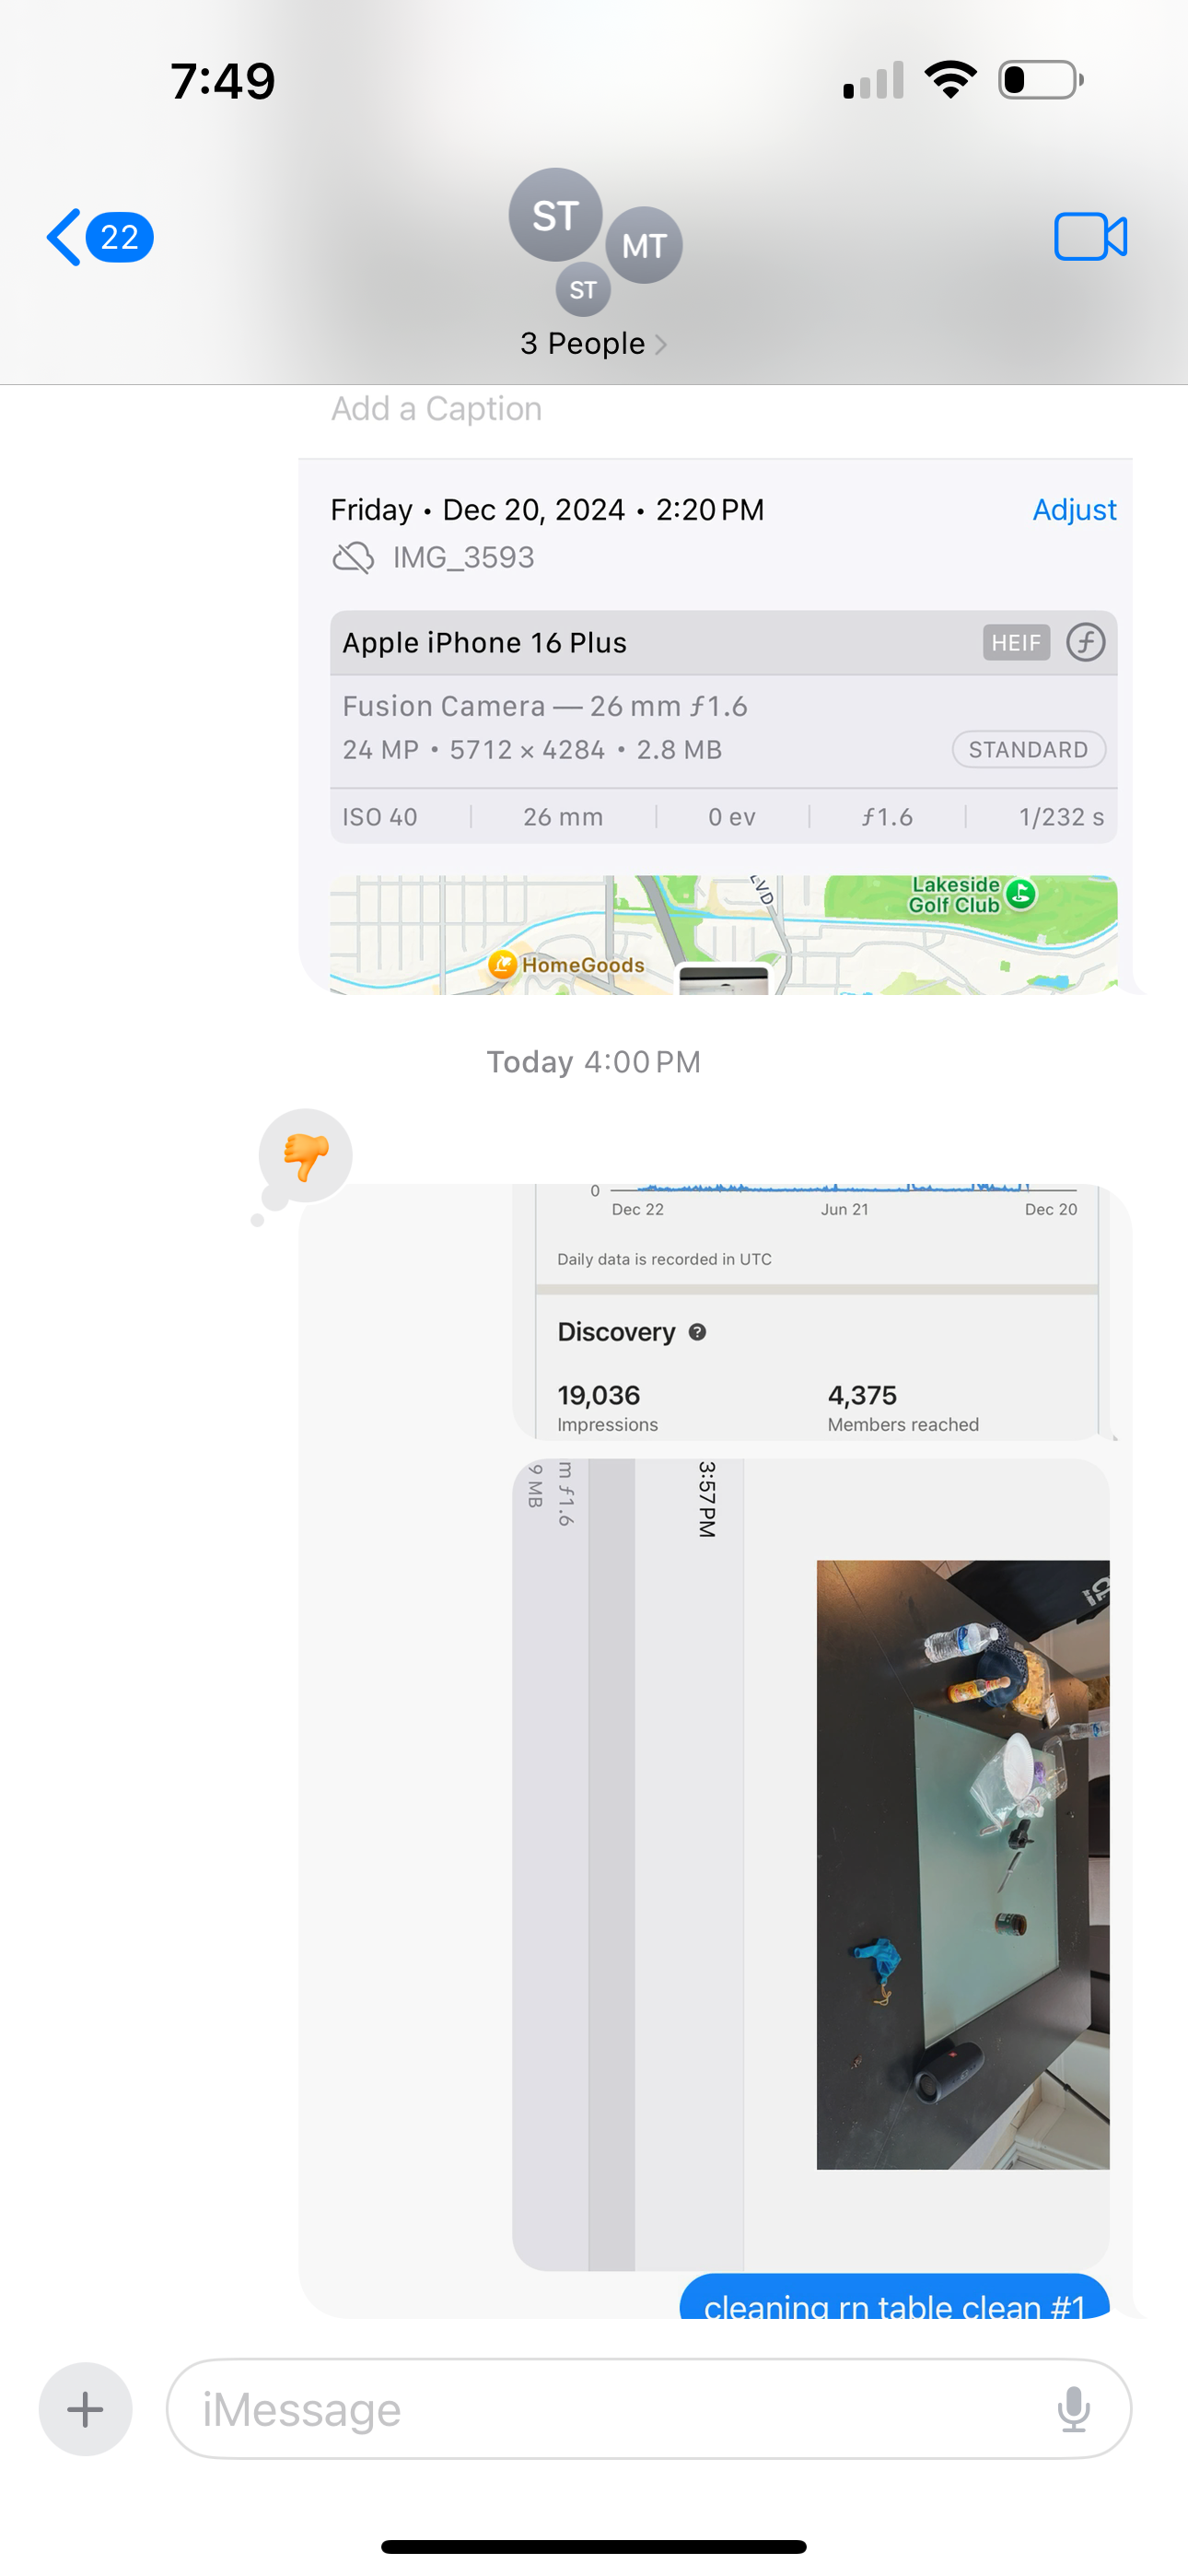 7:49
22
ST
MT
ST
3 People
Add a Caption
Friday • Dec 20, 2024 • 2:20 PM
Adjust
IMG_3593
Apple iPhone 16 Plus
HEIF
f
Fusion Camera — 26 mm ƒ1.6
24 MP • 5712 × 4284 • 2.8 MB
STANDARD
ISO 40 | 26 mm | 0 ev | ƒ1.6 | 1/232 s
LVD
Lakeside
Golf Club
HomeGoods
Today 4:00 PM
0
Dec 22 Jun 21 Dec 20
Daily data is recorded in UTC
Discovery ?
19,036 4,375
Impressions Members reached
3:57 PM
m ƒ1.6
9 MB
cleaning rn table clean #1
iMessage